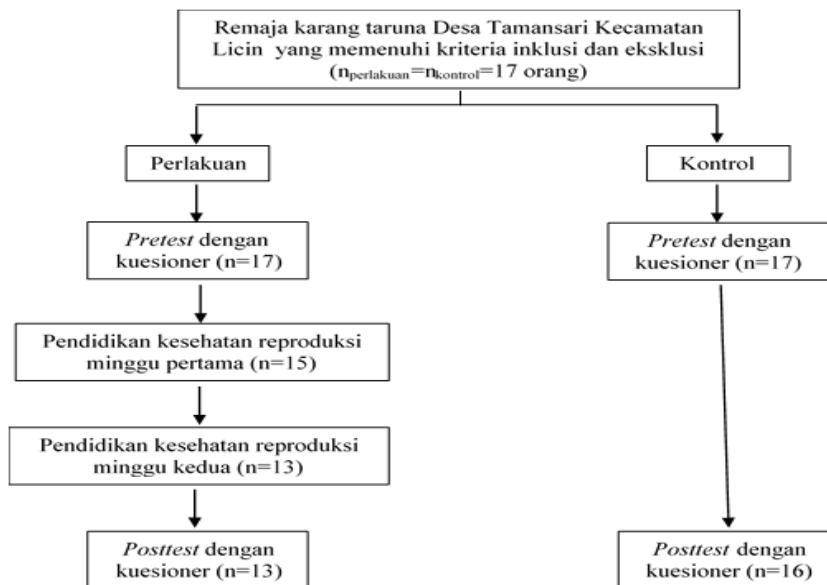 Remaja karang taruna Desa Tamansari Kecamatan
Licin yang memenuhi kriteria inklusi dan eksklusi
(nperlakuan=nkontrol=17 orang)
Perlakuan
Kontrol
Pretest dengan
kuesioner (n=17)
Pretest dengan
kuesioner (n=17)
Pendidikan kesehatan reproduksi
minggu pertama (n=15)
Pendidikan kesehatan reproduksi
minggu kedua (n=13)
Posttest dengan
kuesioner (n=13)
Posttest dengan
kuesioner (n=16)